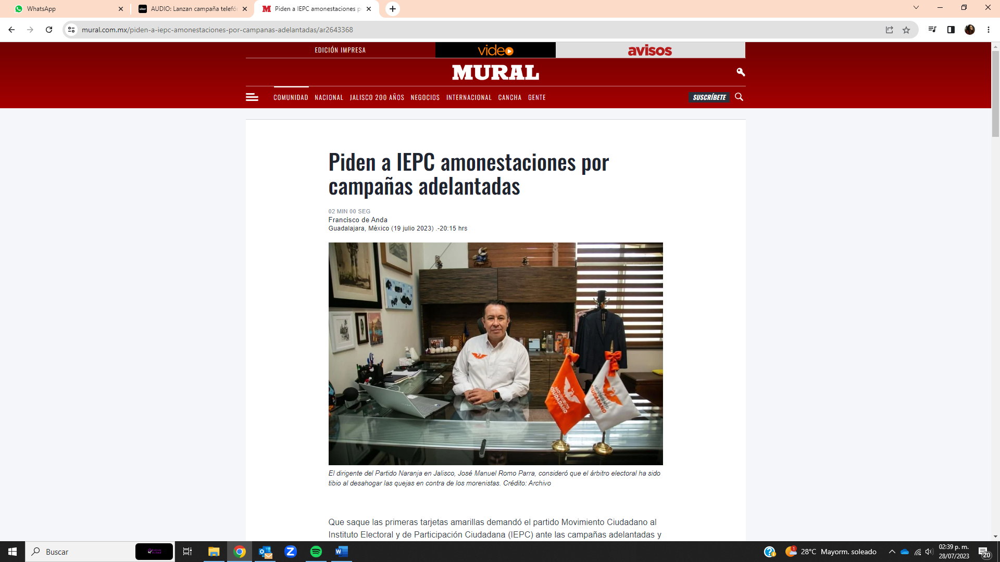 WhatsApp
AUDIO: Lanzan campaña telefó
Piden a IEPC amonestaciones p
mural.com.mx/piden-a-iepc-amonestaciones-por-campanas-adelantadas/ar2643368
EDICIÓN IMPRESA
video
avisos
MURAL
COMUNIDAD NACIONAL JALISCO 200 AÑOS NEGOCIOS INTERNACIONAL CANCHA GENTE
SUSCRÍBETE
Piden a IEPC amonestaciones por
campañas adelantadas
02 MIN 00 SEG
Francisco de Anda
Guadalajara, México (19 julio 2023) .-20:15 hrs
MOVIMIENTO
CIUDADANO
MOVIMIENTO
CIUDADANO
El dirigente del Partido Naranja en Jalisco, José Manuel Romo Parra, consideró que el árbitro electoral ha sido
tibio al desahogar las quejas en contra de los morenistas. Crédito: Archivo
Que saque las primeras tarjetas amarillas demandó el partido Movimiento Ciudadano al
Instituto Electoral y de Participación Ciudadana (IEPC) ante las campañas adelantadas y
Buscar
28°C Mayorm. soleado
02:39 p. m.
28/07/2023
20